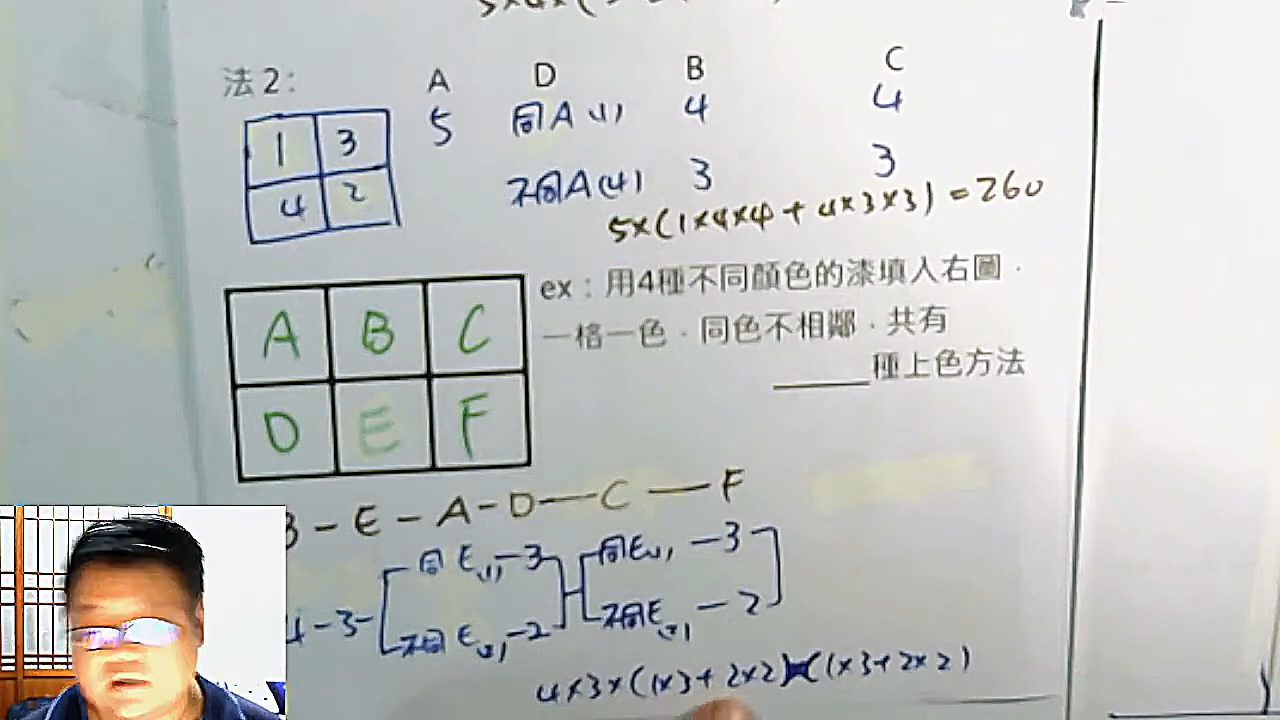 法2: A D B C
1 3 5 同A(1) 4 4
4 2 不同A(4) 3 3
5×(1×4×4+4×3×3)=260
A B C
D E F
ex：用4種不同顏色的漆填入右圖．
一格一色．同色不相鄰．共有
______種上色方法
B-E-A-D-C-F
同E(1)-3 同E(1)-3
4-3-
不同E(2)-2 不同E(2)-2
4×3×(1×3+2×2)×(1×3+2×2)